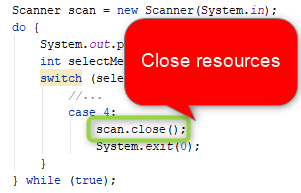 Scanner scan = new Scanner(System.in);
do {
System.out.p
int selectMe
switch (sele
//...
Close resources
case 4:
scan.close();
System.exit(0);
}
} while (true);